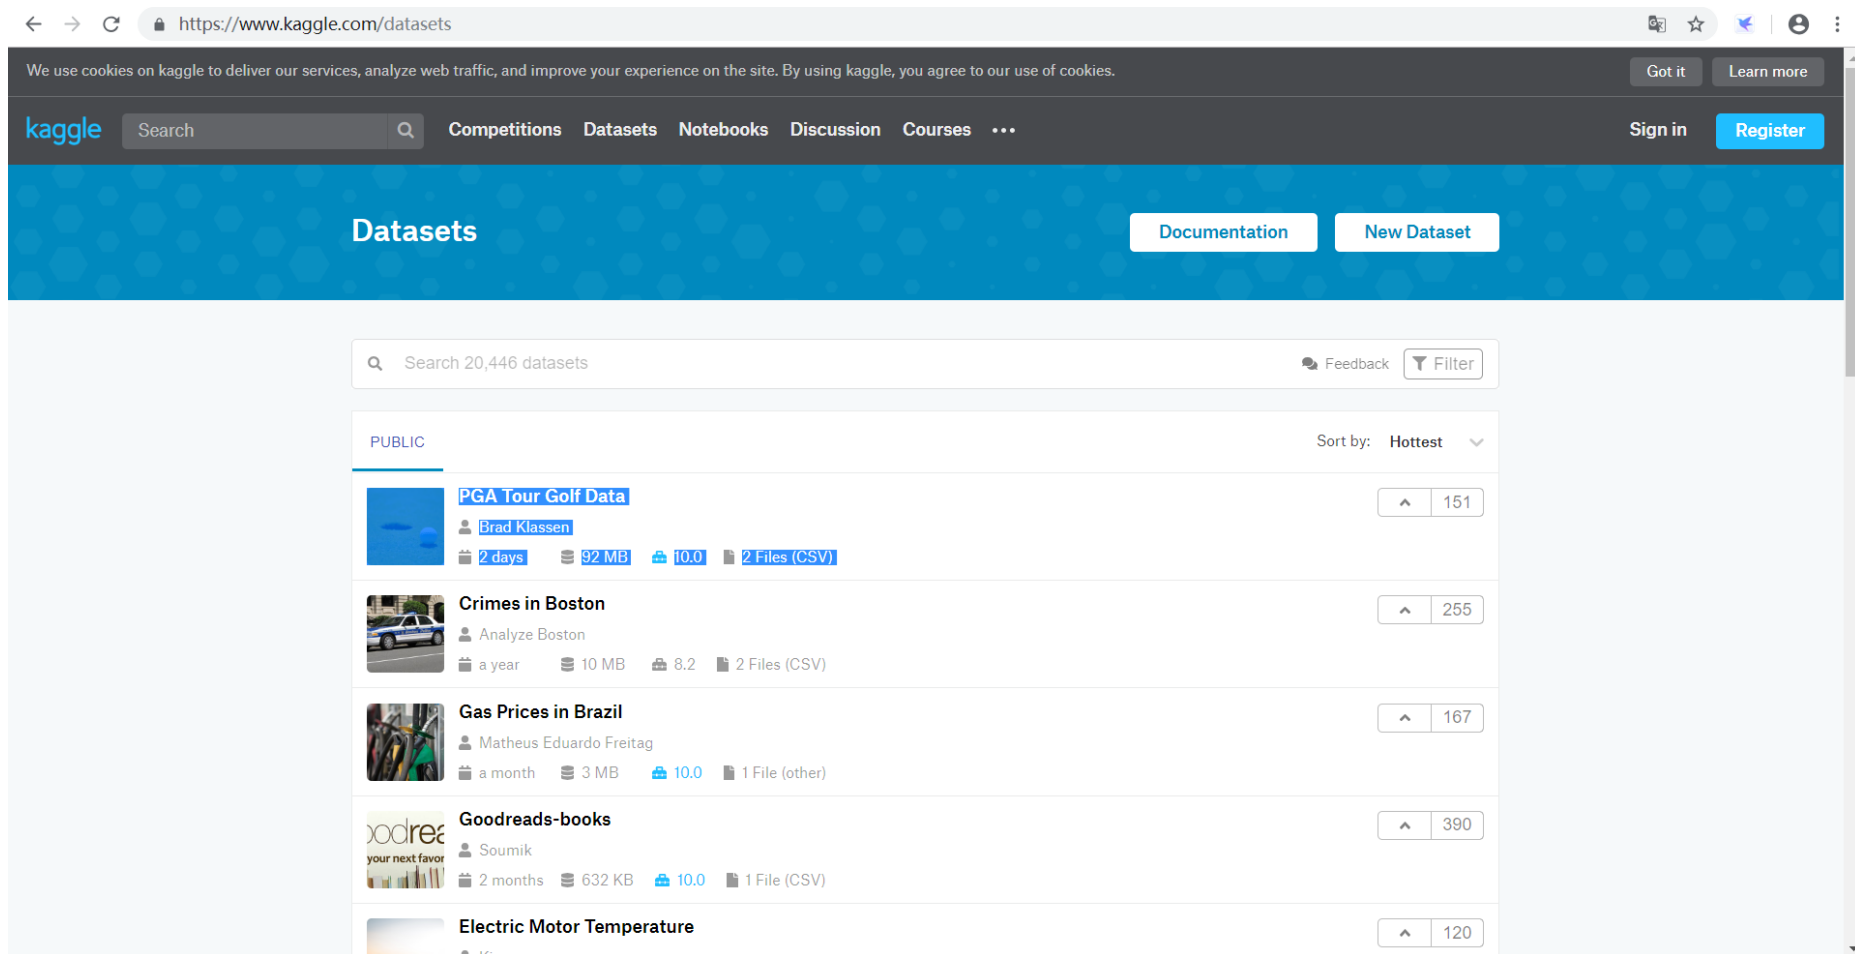 https://www.kaggle.com/datasets
We use cookies on kaggle to deliver our services, analyze web traffic, and improve your experience on the site. By using kaggle, you agree to our use of cookies.
Got it
Learn more
kaggle
Search
Competitions
Datasets
Notebooks
Discussion
Courses
Sign in
Register
Datasets
Documentation
New Dataset
Search 20,446 datasets
Feedback
Filter
PUBLIC
Sort by: Hottest
PGA Tour Golf Data
151
Brad Klassen
2 days 92 MB 10.0 2 Files (CSV)
Crimes in Boston
255
Analyze Boston
a year 10 MB 8.2 2 Files (CSV)
Gas Prices in Brazil
167
Matheus Eduardo Freitag
a month 3 MB 10.0 1 File (other)
Goodreads-books
390
oodrea
your next favor
Soumik
2 months 632 KB 10.0 1 File (CSV)
Electric Motor Temperature
120